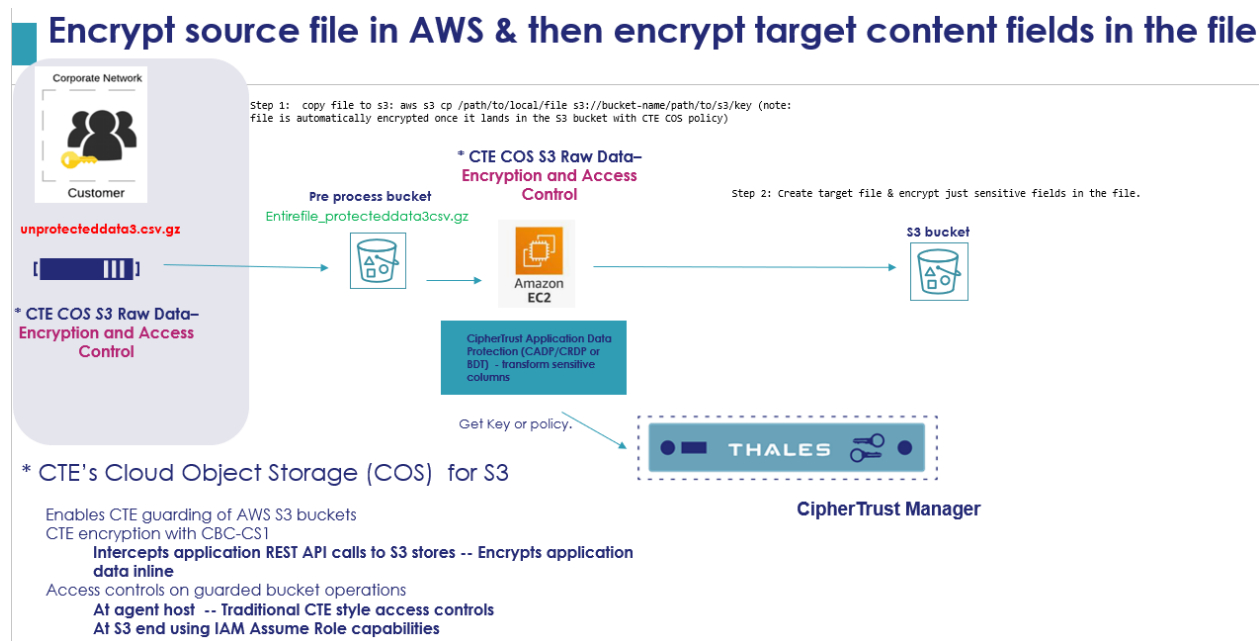 Encrypt source file in AWS & then encrypt target content fields in the file
Corporate Network
Customer
unprotecteddata3.csv.gz
* CTE COS S3 Raw Data–
Encryption and Access
Control
Step 1:  copy file to s3: aws s3 cp /path/to/local/file s3://bucket-name/path/to/s3/key (note:
file is automatically encrypted once it lands in the S3 bucket with CTE COS policy)
Pre process bucket
Entirefile_protecteddata3csv.gz
* CTE COS S3 Raw Data–
Encryption and Access
Control
Amazon
EC2
CipherTrust Application Data
Protection (CADP/CRDP or
BDT)  - transform sensitive
columns
Get Key or policy.
Step 2: Create target file & encrypt just sensitive fields in the file.
S3 bucket
THALES
CipherTrust Manager
* CTE's Cloud Object Storage (COS)  for S3
Enables CTE guarding of AWS S3 buckets
CTE encryption with CBC-CS1
Intercepts application REST API calls to S3 stores -- Encrypts application
data inline
Access controls on guarded bucket operations
At agent host  -- Traditional CTE style access controls
At S3 end using IAM Assume Role capabilities